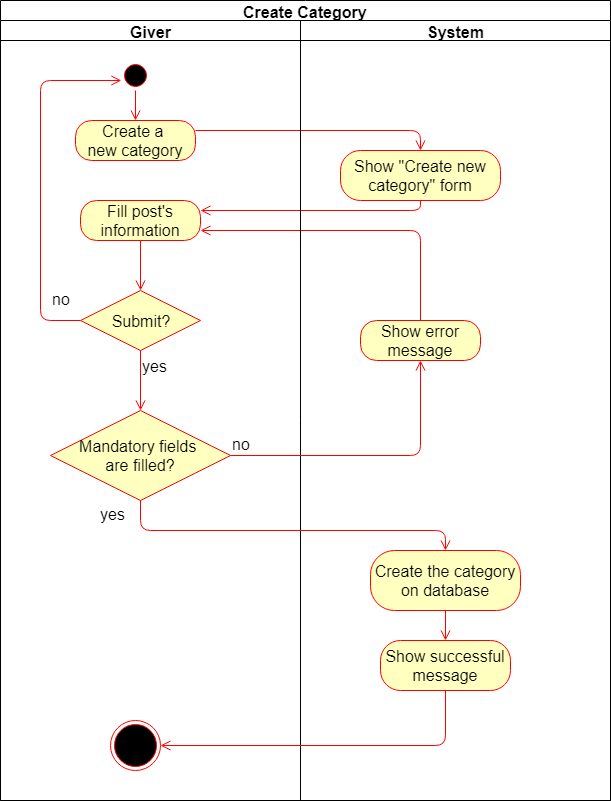 Create Category
Giver
System
Create a
new category
Show "Create new
category" form
Fill post's
information
no
Submit?
Show error
message
yes
Mandatory fields
are filled?
no
yes
Create the category
on database
Show successful
message